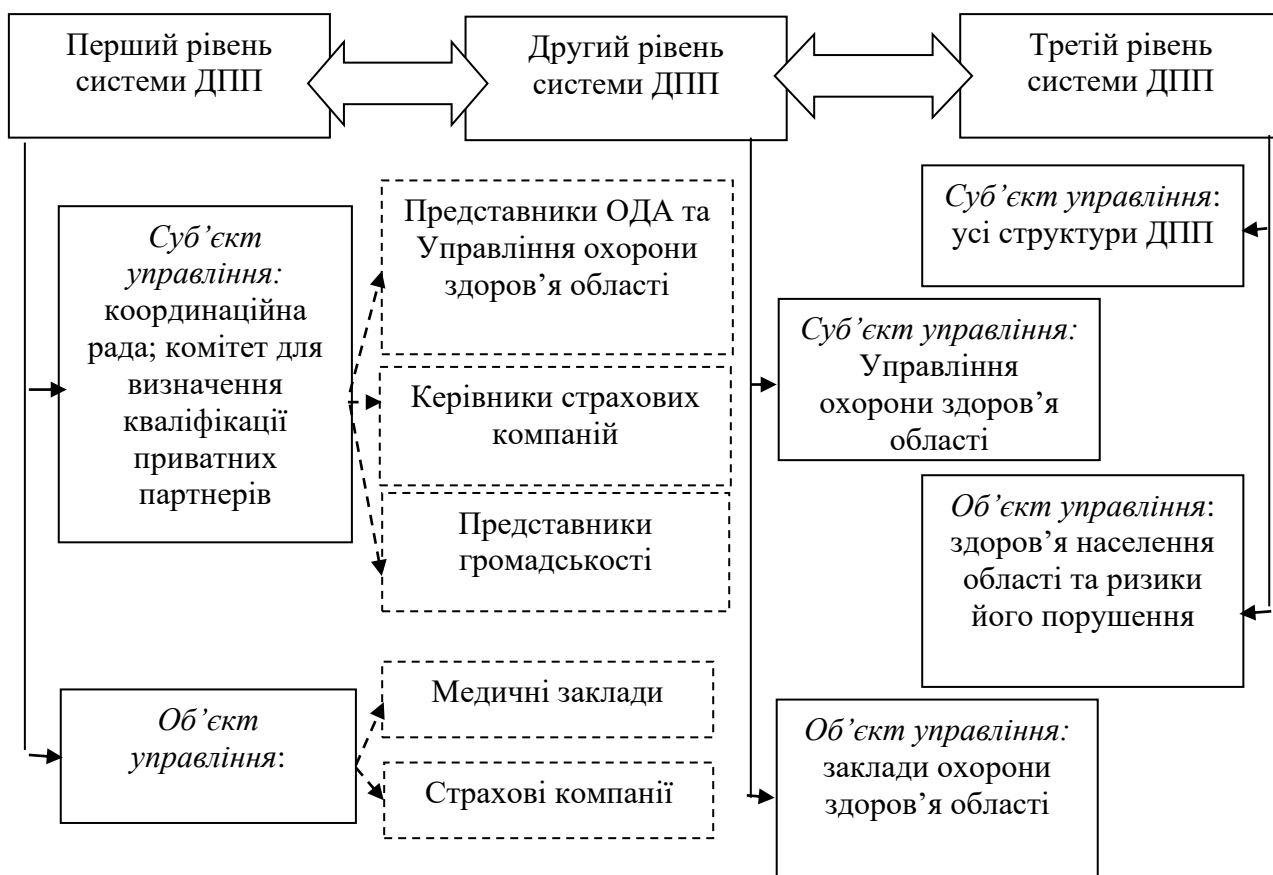 Перший рівень
системи ДПП
Другий рівень
системи ДПП
Третій рівень
системи ДПП
Суб’єкт
управління:
координаційна
рада; комітет для
визначення
кваліфікації
приватних
партнерів
Представники ОДА та
Управління охорони
здоров’я області
Керівники страхових
компаній
Представники
громадськості
Об’єкт
управління:
Медичні заклади
Страхові компанії
Суб’єкт управління:
Управління
охорони здоров’я
області
Об’єкт управління:
заклади охорони
здоров’я області
Суб’єкт управління:
усі структури ДПП
Об’єкт управління:
здоров’я населення
області та ризики
його порушення